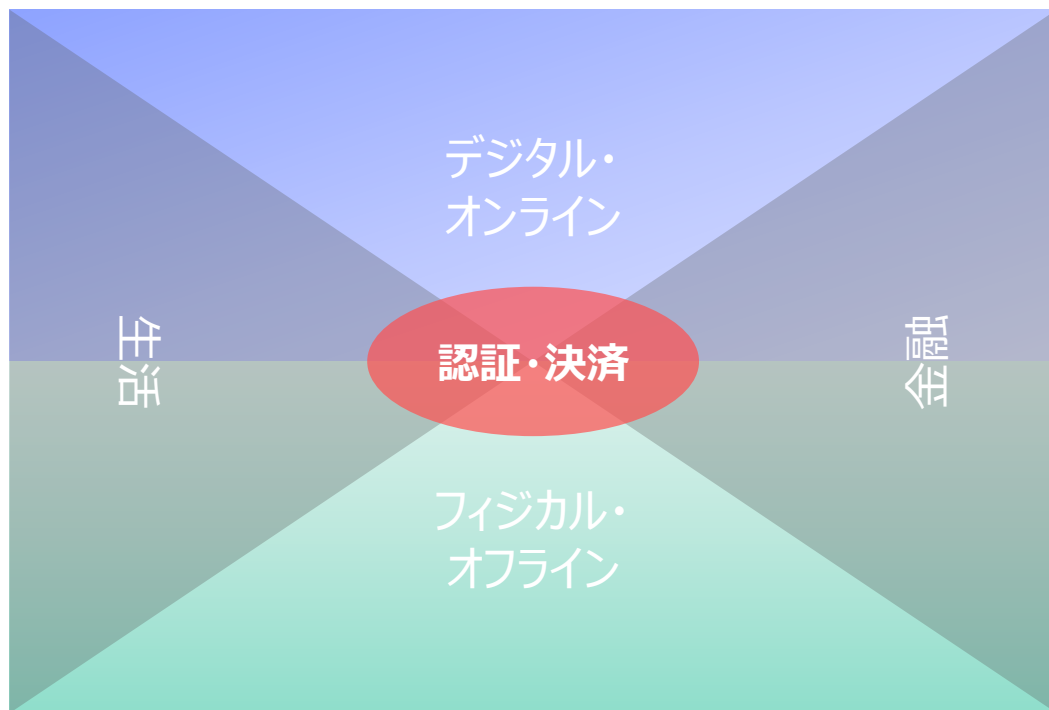 デジタル・
オンライン
生活
認証・決済
金融
フィジカル・
オフライン